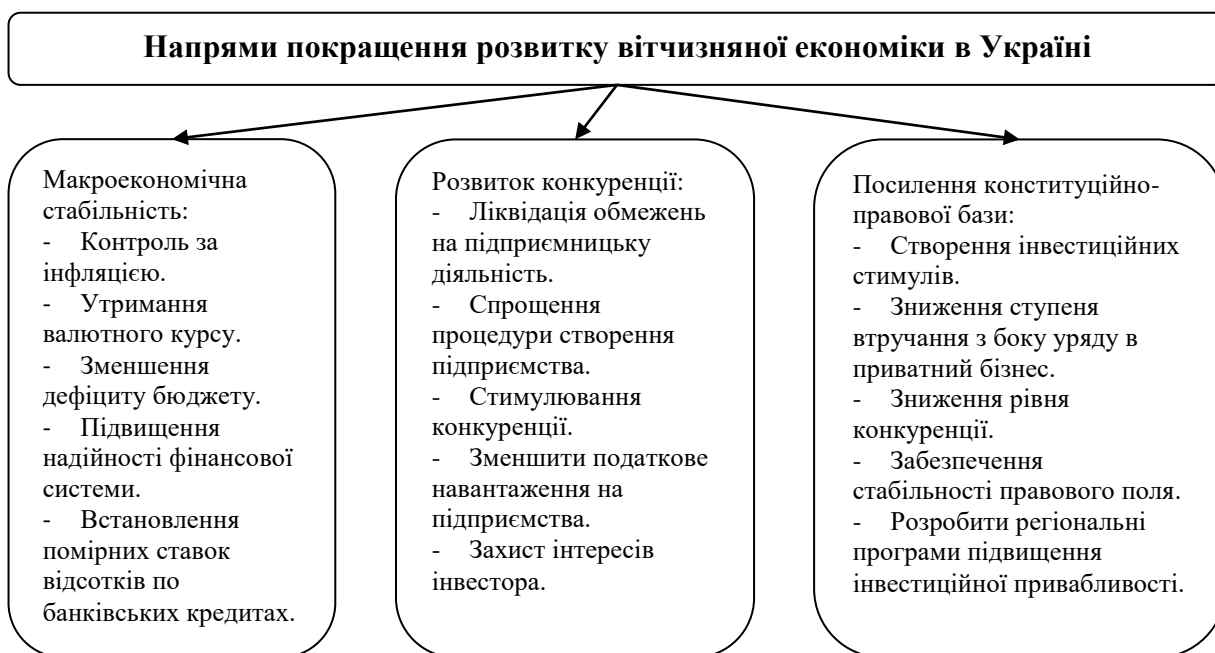 Напрями покращення розвитку вітчизняної економіки в Україні
Макроекономічна
стабільність:
- Контроль за
інфляцією.
- Утримання
валютного курсу.
- Зменшення
дефіциту бюджету.
- Підвищення
надійності фінансової
системи.
- Встановлення
помірних ставок
відсотків по
банківських кредитах.
Розвиток конкуренції:
- Ліквідація обмежень
на підприємницьку
діяльність.
- Спрощення
процедури створення
підприємства.
- Стимулювання
конкуренції.
- Зменшити податкове
навантаження на
підприємства.
- Захист інтересів
інвестора.
Посилення конституційно-
правової бази:
- Створення інвестиційних
стимулів.
- Зниження ступеня
втручання з боку уряду в
приватний бізнес.
- Зниження рівня
конкуренції.
- Забезпечення
стабільності правового поля.
- Розробити регіональні
програми підвищення
інвестиційної привабливості.